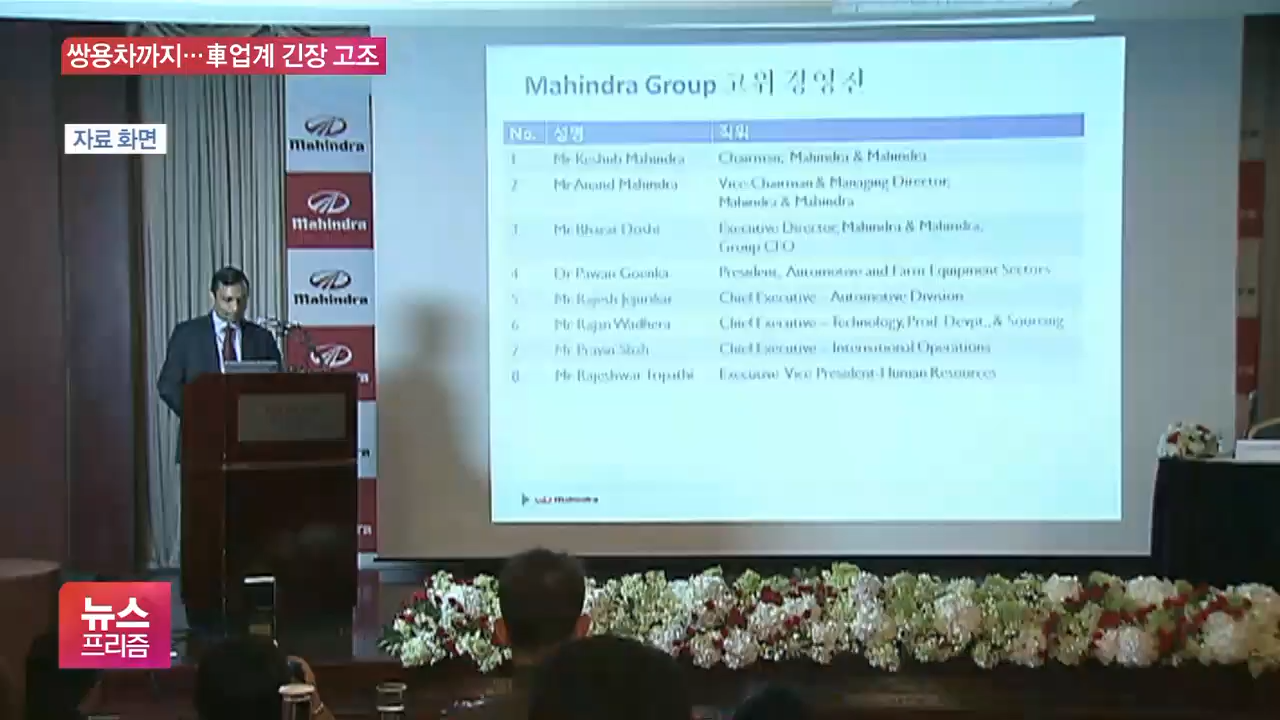 쌍용차까지…車업계 긴장 고조
자료 화면
Mahindra
Mahindra
Mahindra
Mahindra Group 고위 경영진
No. 성명 직위
1 Mr Keshub Mahindra Chairman, Mahindra & Mahindra
2 Mr Anand Mahindra Vice Chairman & Managing Director,
Mahindra & Mahindra
3 Mr Bharat Doshi Executive Director, Mahindra & Mahindra,
Group CFO
4 Dr Pawan Goenka President, Automotive and Farm Equipment Sectors
5 Mr Rajesh Jejurikar Chief Executive – Automotive Division
6 Mr Rajan Wadhera Chief Executive – Technology, Prod. Devpt., & Sourcing
7 Mr Pravin Shah Chief Executive – International Operations
8 Mr Rajeshwar Tripathi Executive Vice President-Human Resources
Mahindra
뉴스
프리즘